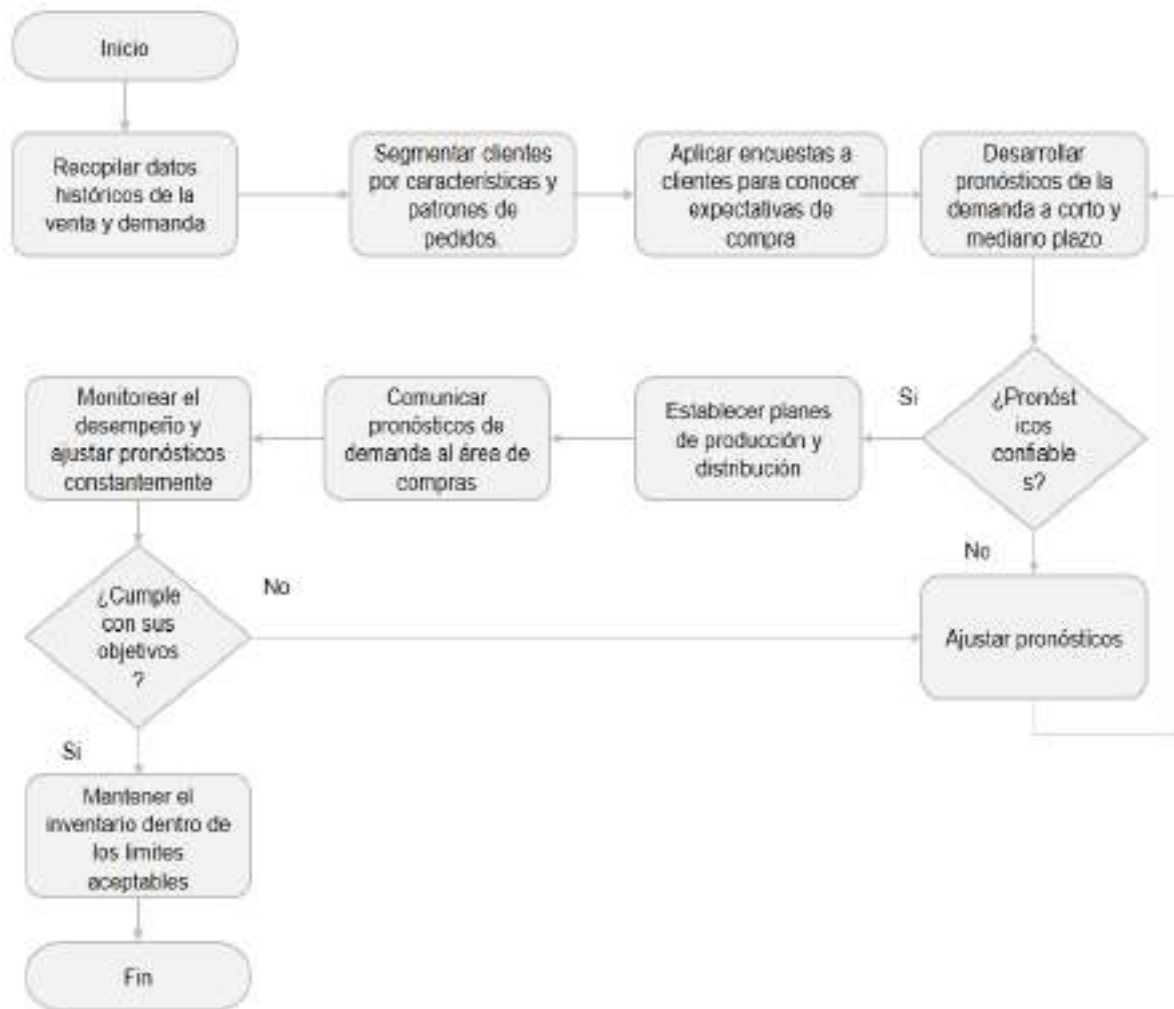 Inicio
Recopilar datos
históricos de la
venta y demanda
Segmentar clientes
por características y
patrones de
pedidos.
Aplicar encuestas a
clientes para conocer
expectativas de
compra
Desarrollar
pronósticos de la
demanda a corto y
mediano plazo
¿Pronóst
icos
confiable
s?
Si
Establecer planes
de producción y
distribución
Comunicar
pronósticos de
demanda al área de
compras
Monitorear el
desempeño y
ajustar pronósticos
constantemente
No
Ajustar pronósticos
¿Cumple
con sus
objetivos
?
No
Si
Mantener el
inventario dentro de
los limites
aceptables
Fin